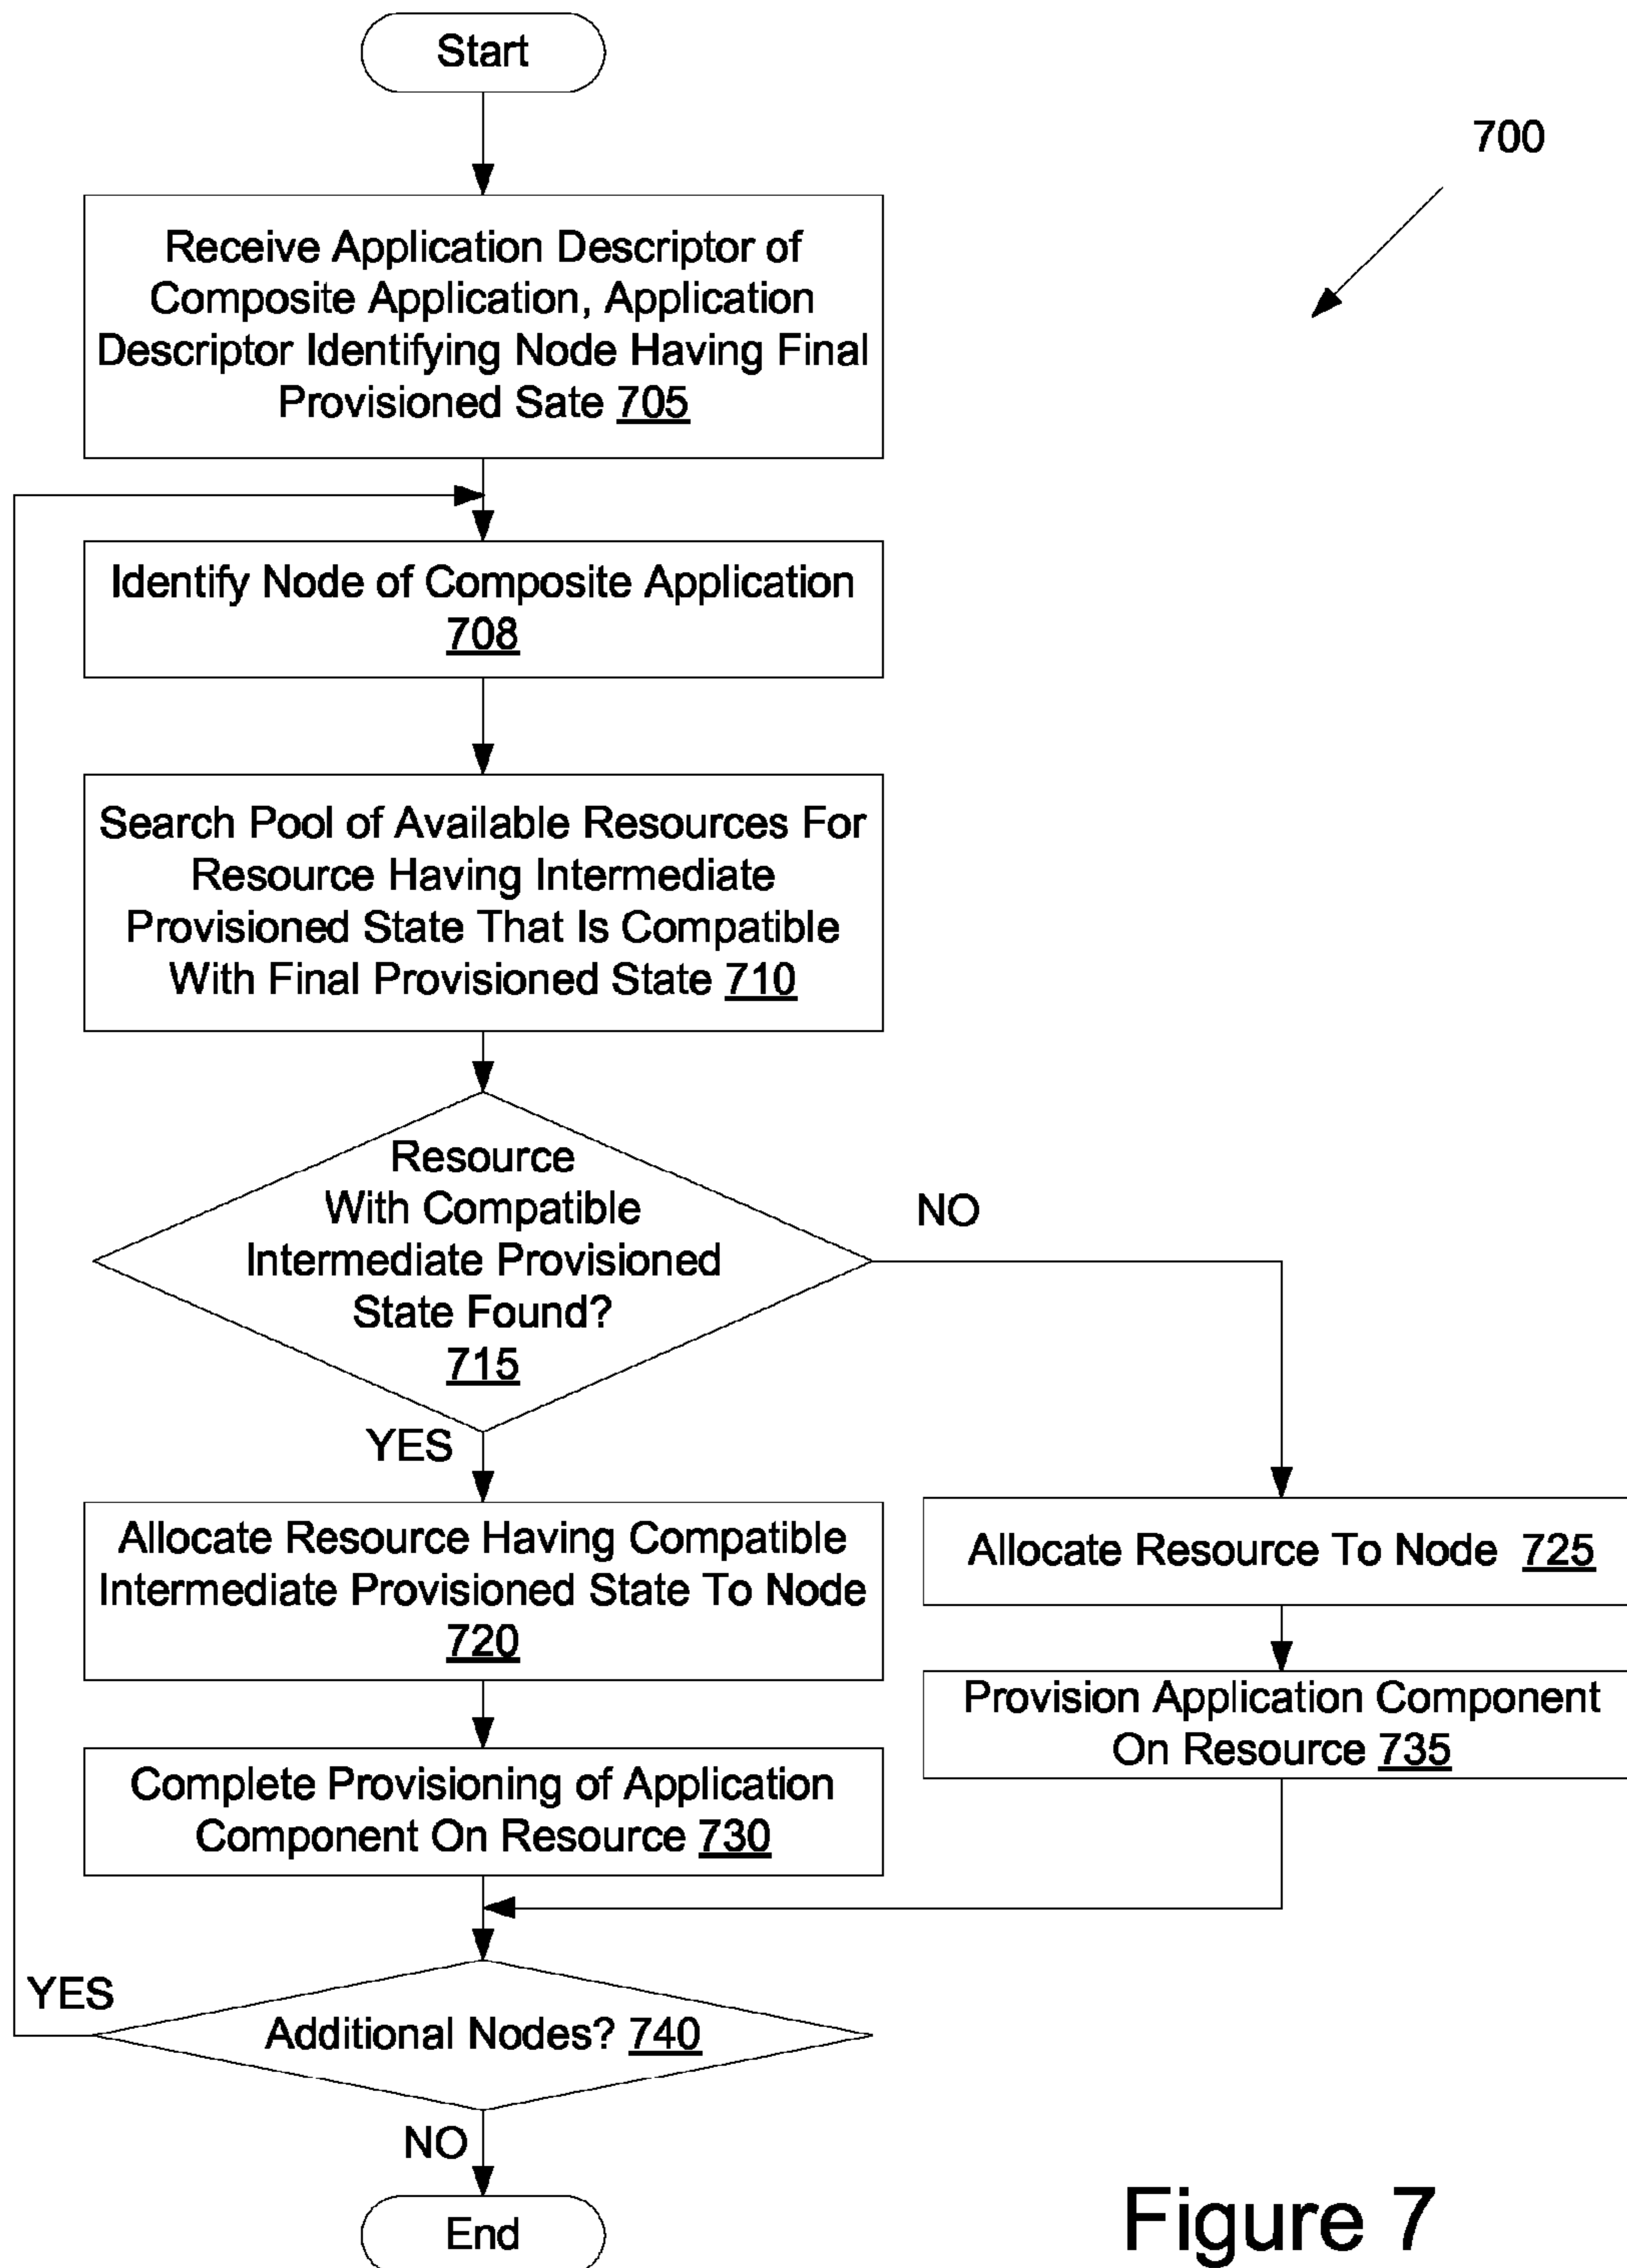 Start
700
Receive Application Descriptor of
Composite Application, Application
Descriptor Identifying Node Having Final
Provisioned Sate 705
Identify Node of Composite Application
708
Search Pool of Available Resources For
Resource Having Intermediate
Provisioned State That Is Compatible
With Final Provisioned State 710
Resource
With Compatible
Intermediate Provisioned
State Found?
715
NO
YES
Allocate Resource Having Compatible
Intermediate Provisioned State To Node
720
Allocate Resource To Node 725
Complete Provisioning of Application
Component On Resource 730
Provision Application Component
On Resource 735
YES
Additional Nodes? 740
NO
End
Figure 7